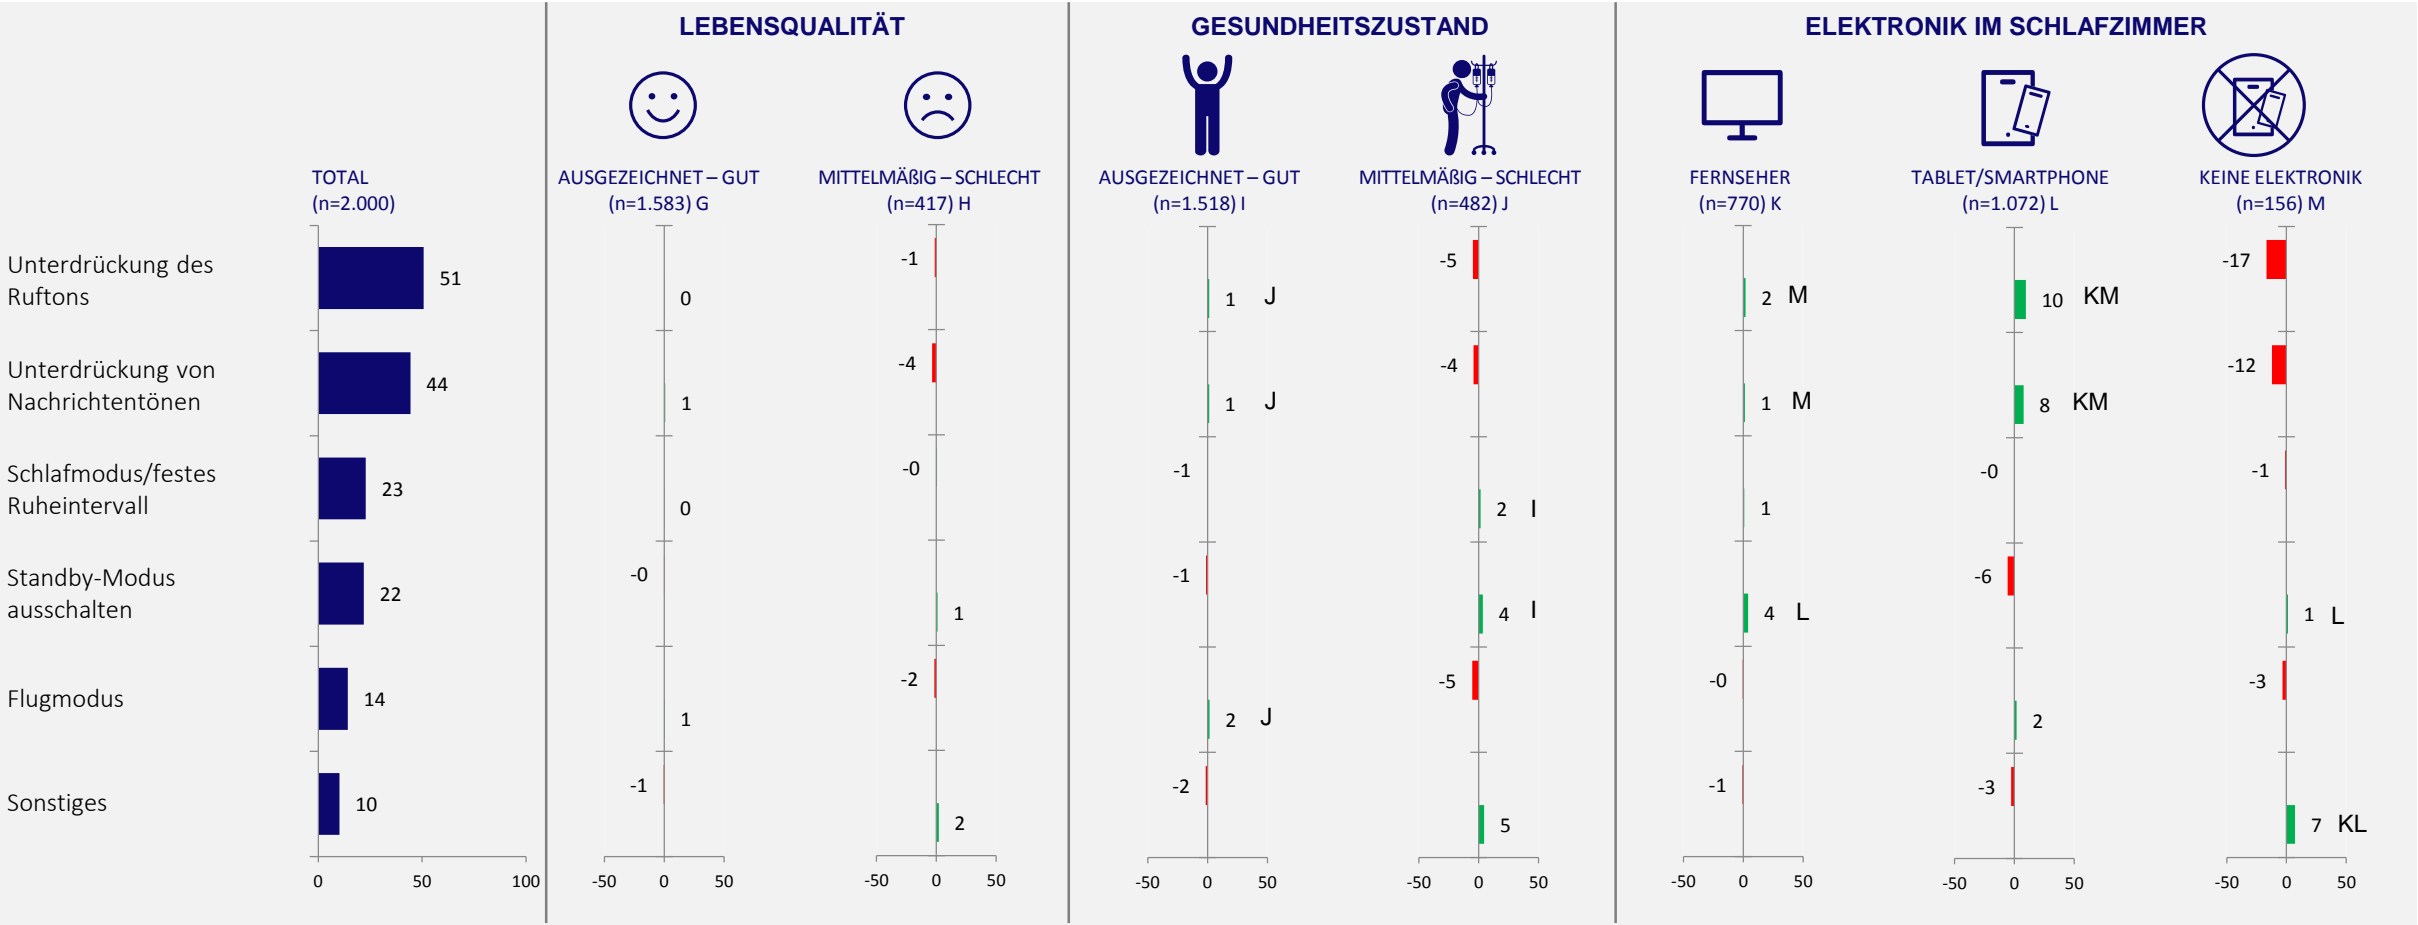 LEBENSQUALITÄT
GESUNDHEITSZUSTAND
ELEKTRONIK IM SCHLAFZIMMER
TOTAL
(n=2.000)
AUSGEZEICHNET – GUT
(n=1.583) G
MITTELMÄßIG – SCHLECHT
(n=417) H
AUSGEZEICHNET – GUT
(n=1.518) I
MITTELMÄßIG – SCHLECHT
(n=482) J
FERNSEHER
(n=770) K
TABLET/SMARTPHONE
(n=1.072) L
KEINE ELEKTRONIK
(n=156) M
Unterdrückung des
Ruftons
51
0
-1
1 J
-5
2 M
10 KM
-17
Unterdrückung von
Nachrichtentönen
44
1
-4
1 J
-4
1 M
8 KM
-12
Schlafmodus/festes
Ruheintervall
23
0
-0
-1
2 I
1
-0
-1
Standby-Modus
ausschalten
22
-0
1
-1
4 I
4 L
-6
1 L
Flugmodus
14
1
-2
2 J
-5
-0
2
-3
Sonstiges
10
-1
2
-2
5
-1
-3
7 KL
0 50 100
-50 0 50
-50 0 50
-50 0 50
-50 0 50
-50 0 50
-50 0 50
-50 0 50